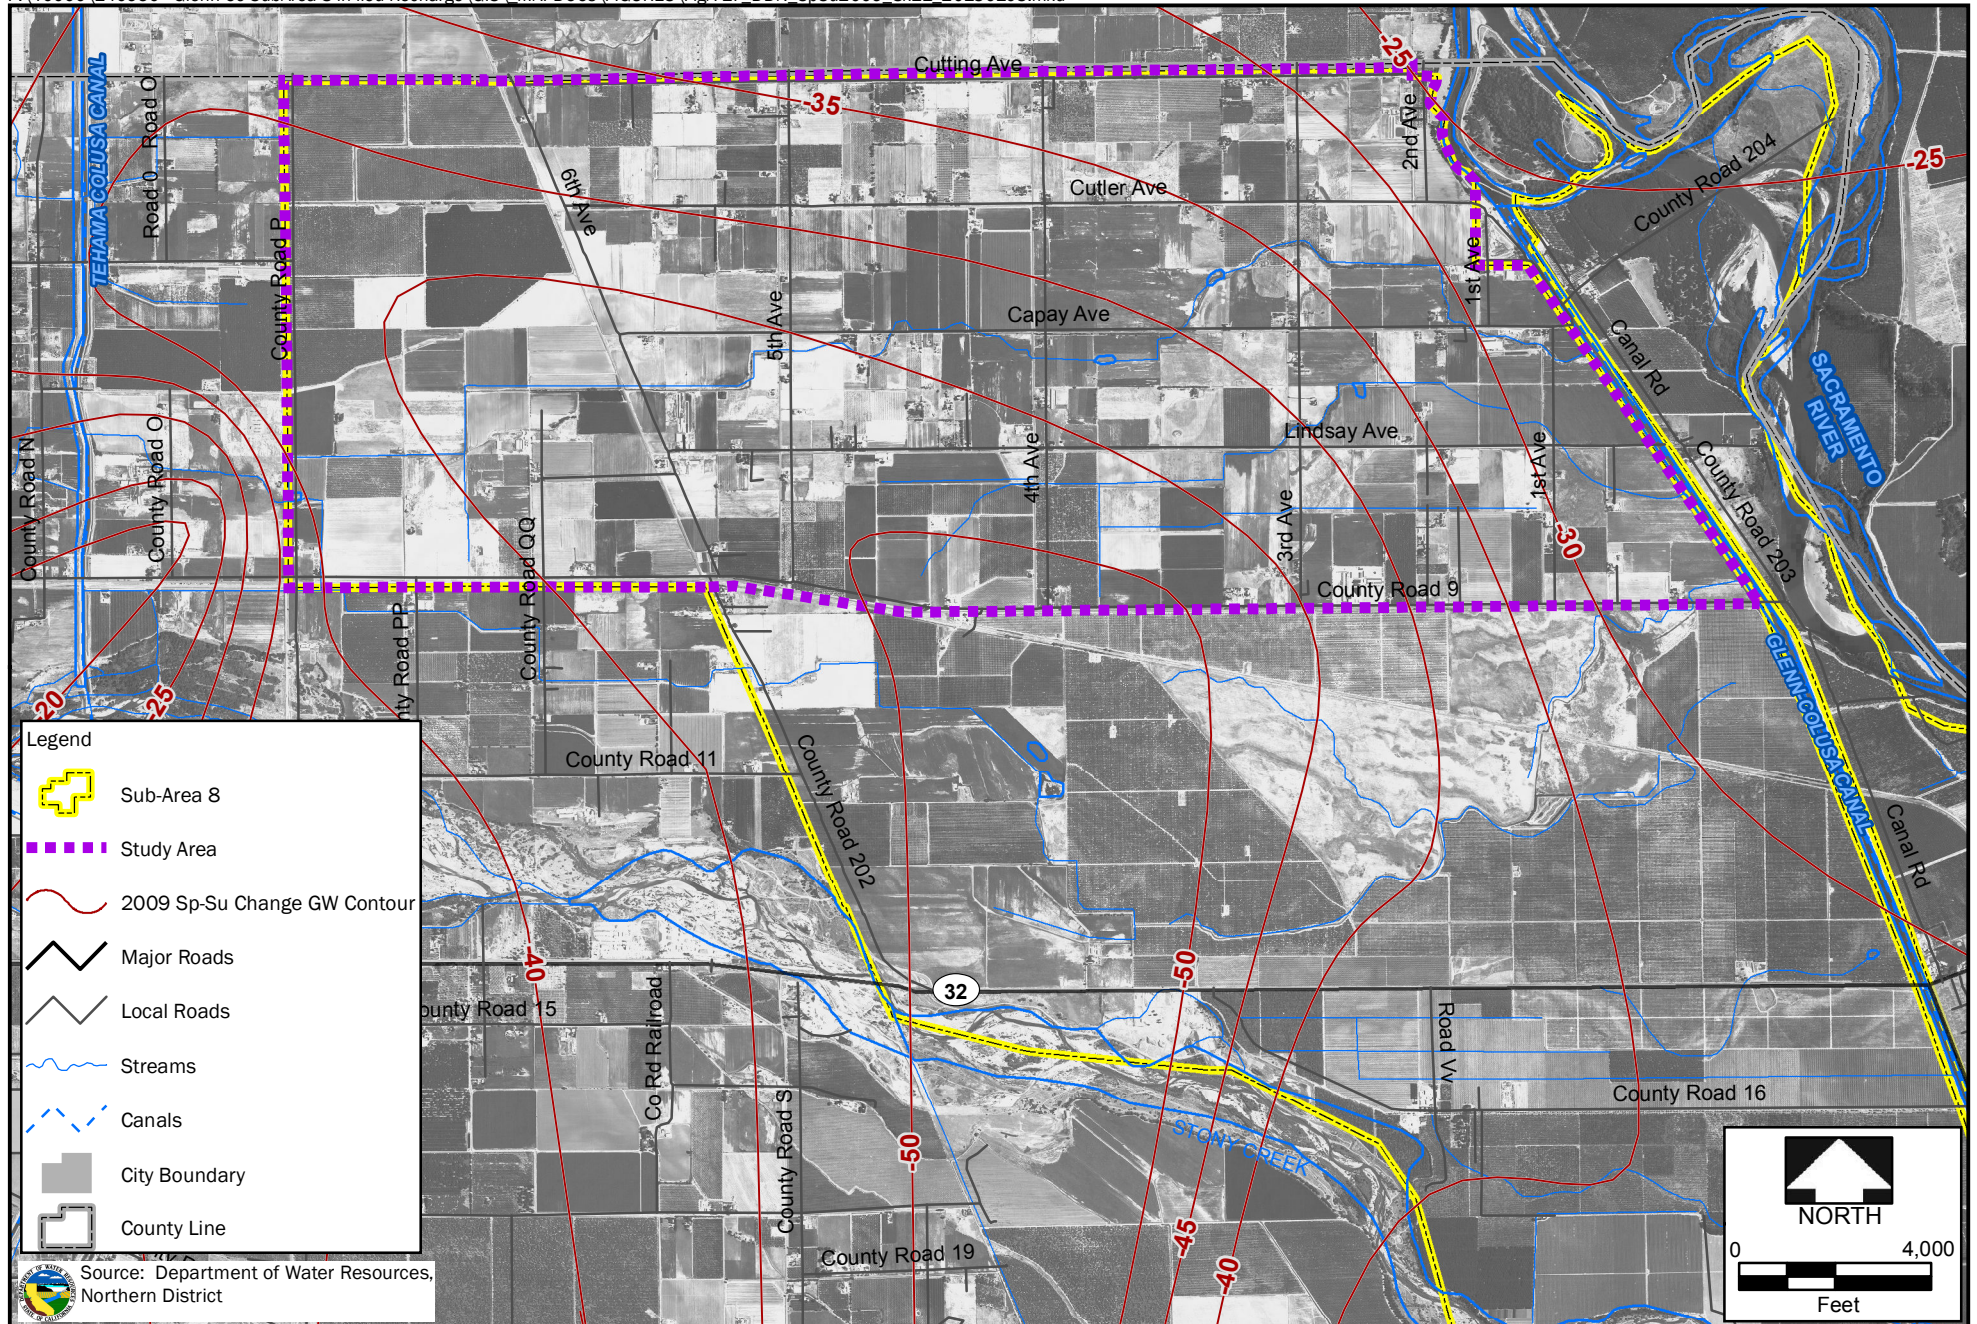 Cutting Ave
-25
-35
TEHAMA COLUSA CANAL
Road O
Road O
2nd Ave
County Road 204
-25
6th Ave
Cutler Ave
County Road P
1st Ave
5th Ave
Capay Ave
Canal Rd
SACRAMENTO
RIVER
County Road N
County Road O
4th Ave
Lindsay Ave
1st Ave
3rd Ave
County Road 203
-30
County Road QQ
County Road 9
County Road PP
nty Road
-20
-25
GLENN-COLUSA CANAL
County Road 11
County Road 202
Canal Rd
-40
-50
32
ounty Road 15
Co Rd Railroad
Road Vv
County Road 16
County Road S
STONY CREEK
-50
-45
-40
County Road 19
Legend
Sub-Area 8
Study Area
2009 Sp-Su Change GW Contour
Major Roads
Local Roads
Streams
Canals
City Boundary
County Line
Source: Department of Water Resources,
Northern District
NORTH
0 4,000
Feet